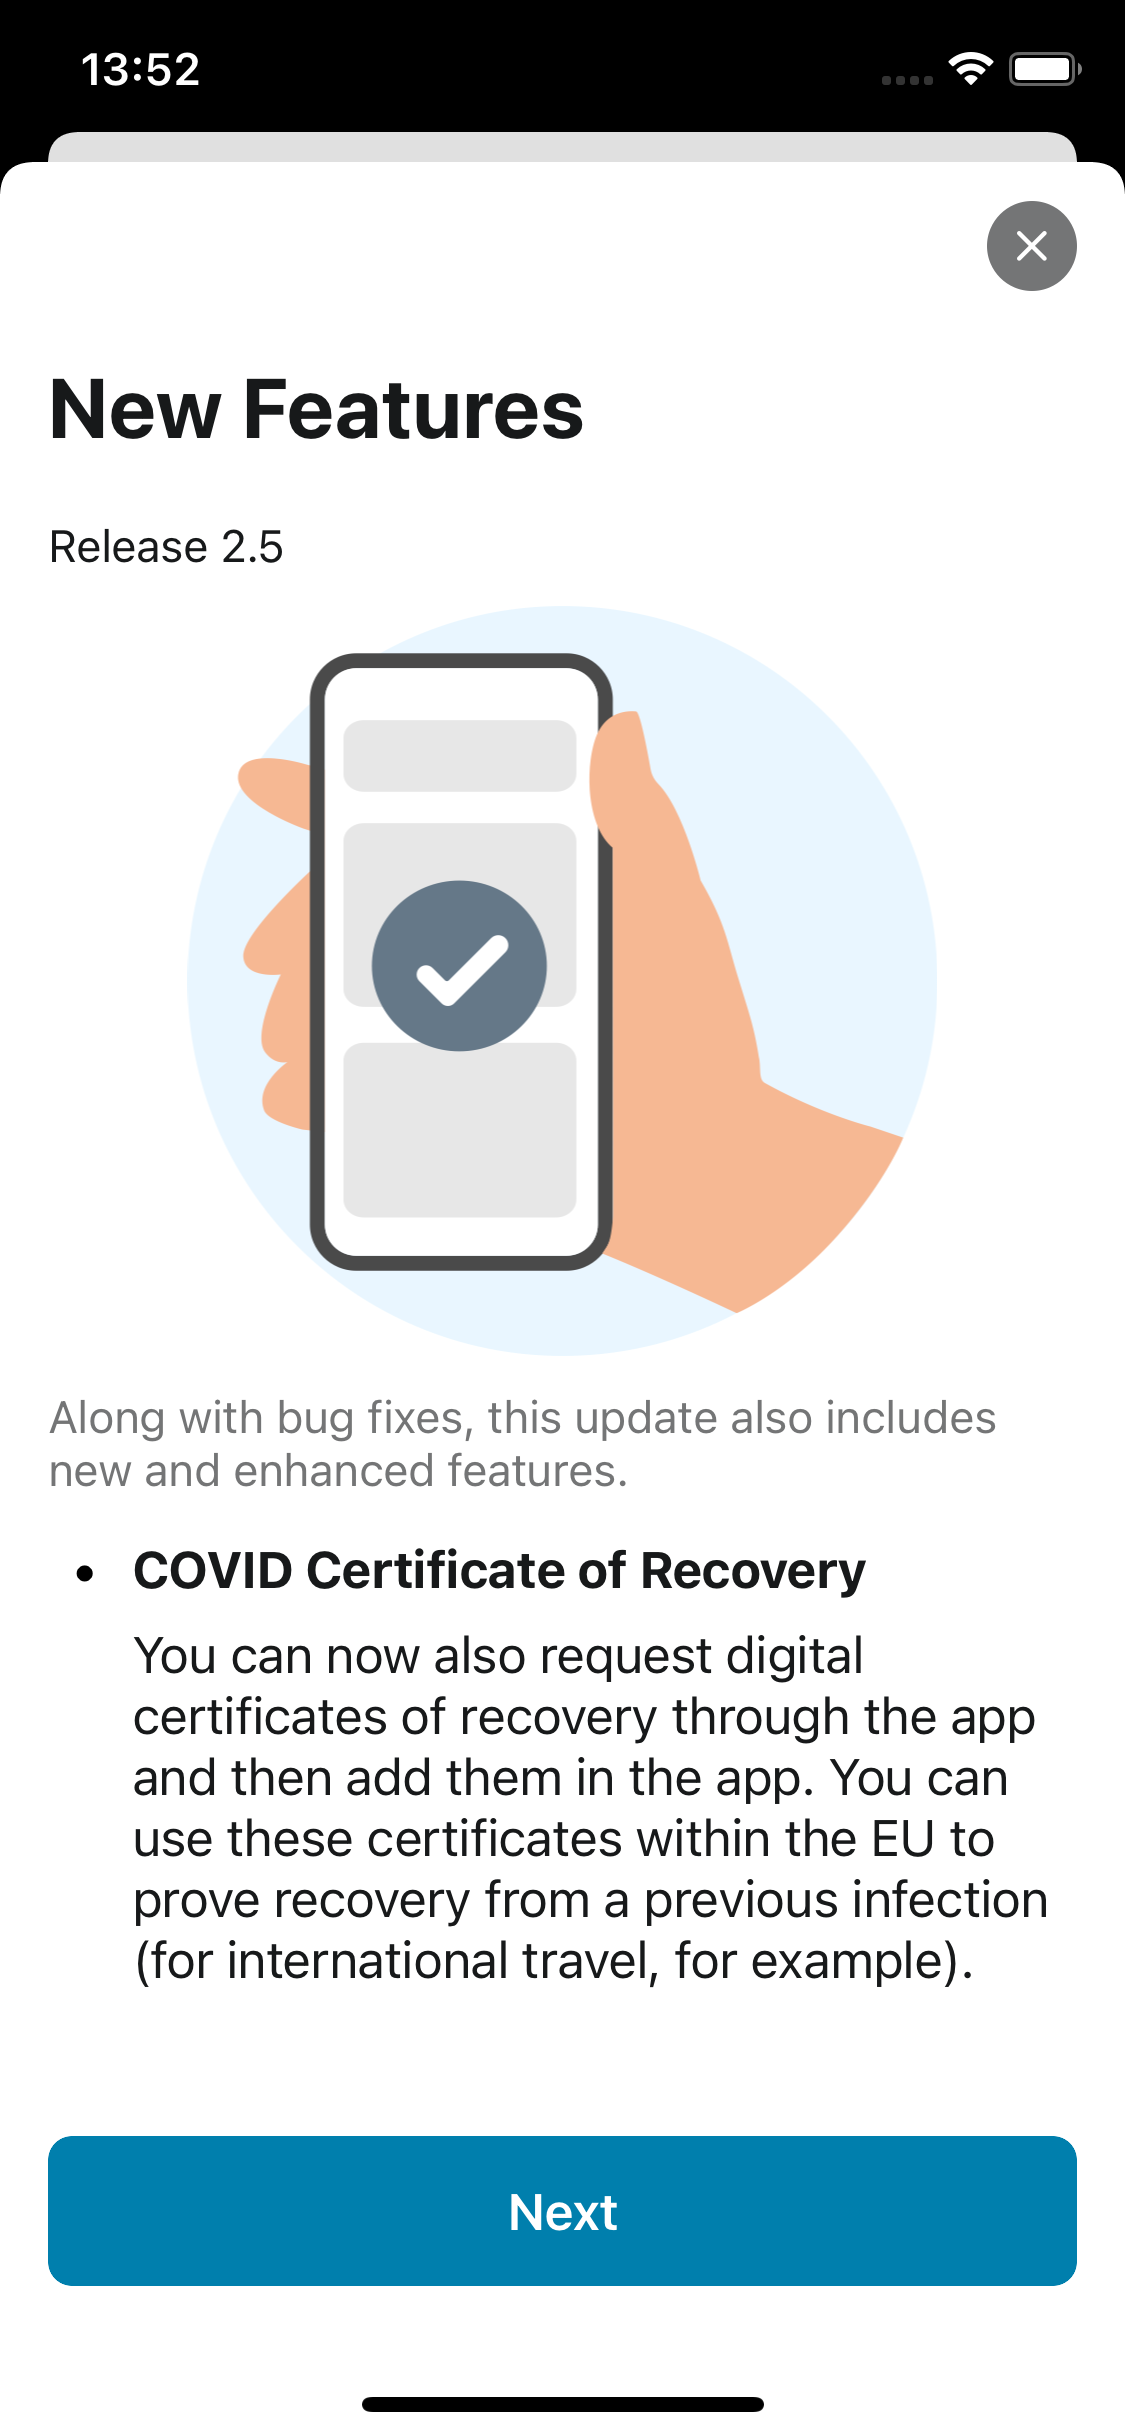 13:52
New Features
Release 2.5
Along with bug fixes, this update also includes
new and enhanced features.
• COVID Certificate of Recovery
You can now also request digital
certificates of recovery through the app
and then add them in the app. You can
use these certificates within the EU to
prove recovery from a previous infection
(for international travel, for example).
Next